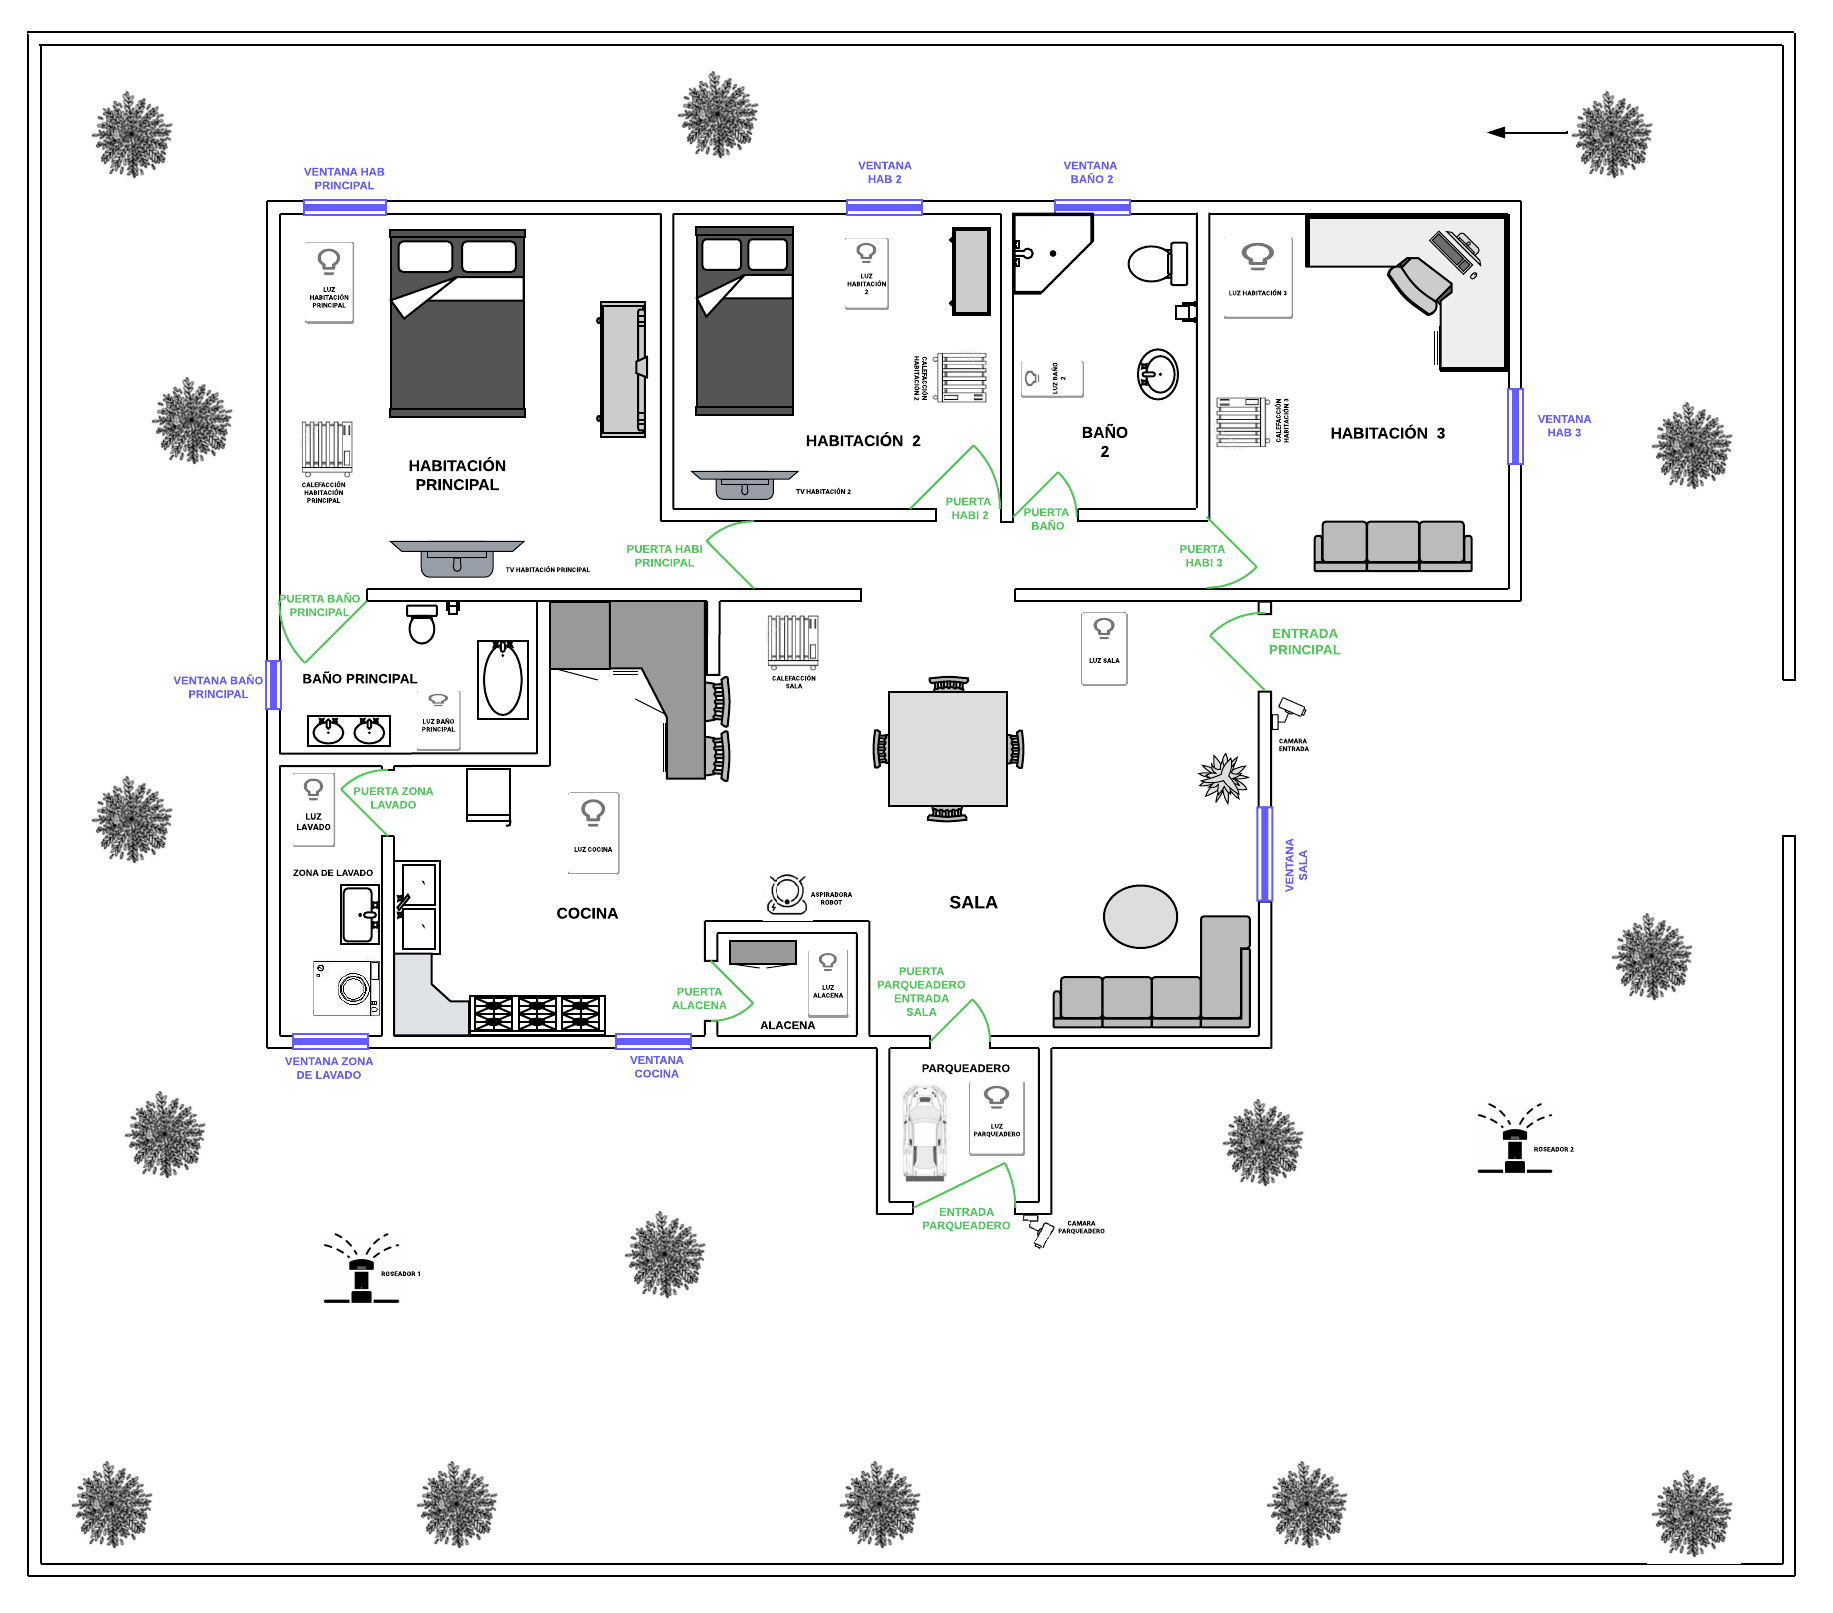 VENTANA HAB
PRINCIPAL
VENTANA
HAB 2
VENTANA
BAÑO 2
LUZ
HABITACIÓN
PRINCIPAL
LUZ
HABITACIÓN
2
LUZ HABITACIÓN 3
CALEFACCIÓN
HABITACIÓN 2
LUZ BAÑO
2
CALEFACCIÓN
HABITACIÓN 3
VENTANA
HAB 3
HABITACIÓN 2
BAÑO
2
HABITACIÓN 3
HABITACIÓN
PRINCIPAL
CALEFACCIÓN
HABITACIÓN
PRINCIPAL
TV HABITACIÓN 2
PUERTA
HABI 2
PUERTA
BAÑO
PUERTA HABI
PRINCIPAL
PUERTA
HABI 3
TV HABITACIÓN PRINCIPAL
PUERTA BAÑO
PRINCIPAL
ENTRADA
PRINCIPAL
LUZ SALA
CALEFACCIÓN
SALA
VENTANA BAÑO
PRINCIPAL
BAÑO PRINCIPAL
LUZ BAÑO
PRINCIPAL
CAMARA
ENTRADA
PUERTA ZONA
LAVADO
LUZ
LAVADO
LUZ COCINA
VENTANA
SALA
ZONA DE LAVADO
ASPIRADORA
ROBOT
COCINA
SALA
PUERTA
PARQUEADERO
ENTRADA
SALA
PUERTA
ALACENA
LUZ
ALACENA
ALACENA
VENTANA ZONA
DE LAVADO
VENTANA
COCINA
PARQUEADERO
LUZ
PARQUEADERO
ROSEADOR 2
ENTRADA
PARQUEADERO
CAMARA
PARQUEADERO
ROSEADOR 1